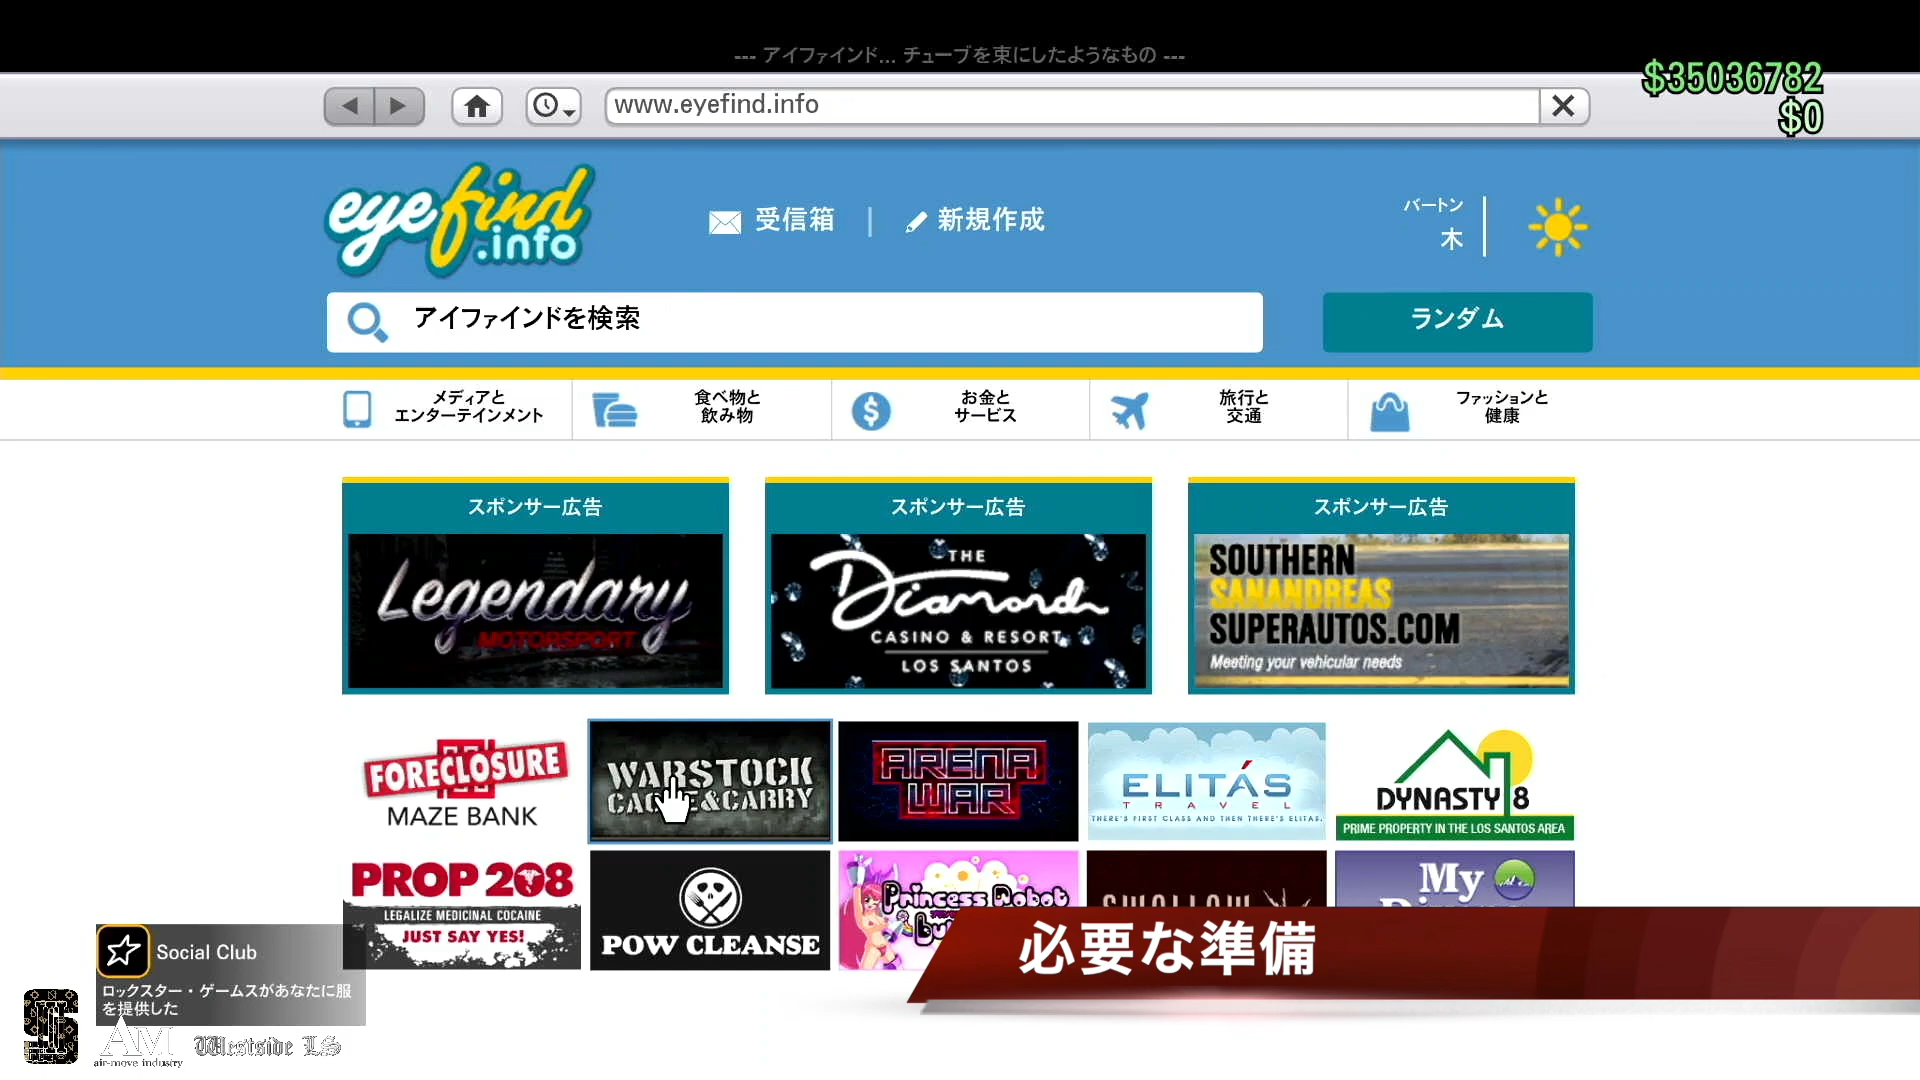 --- アイファインド... チューブを束にしたようなもの ---
$35036782
$0
www.eyefind.info
eyefind
.info
受信箱
新規作成
バートン
木
アイファインドを検索
ランダム
メディアと
エンターテインメント
食べ物と
飲み物
お金と
サービス
旅行と
交通
ファッションと
健康
スポンサー広告
Legendary
MOTORSPORT
スポンサー広告
THE
Diamond
CASINO & RESORT
LOS SANTOS
スポンサー広告
SOUTHERN
SANANDREAS
SUPERAUTOS.COM
Meeting your vehicular needs
FORECLOSURE
MAZE BANK
WARSTOCK
CACHE&CARRY
ARENA
WAR
ELITÁS
TRAVEL
THERE'S FIRST CLASS AND THEN THERE'S ELITAS.
DYNASTY 8
PRIME PROPERTY IN THE LOS SANTOS AREA
PROP 208
LEGALIZE MEDICINAL COCAINE
JUST SAY YES!
POW CLEANSE
Princess Robot
SWALLOW
My
必要な準備
Social Club
ロックスター・ゲームスがあなたに服
を提供した
AM
air-move industry
Westside LS